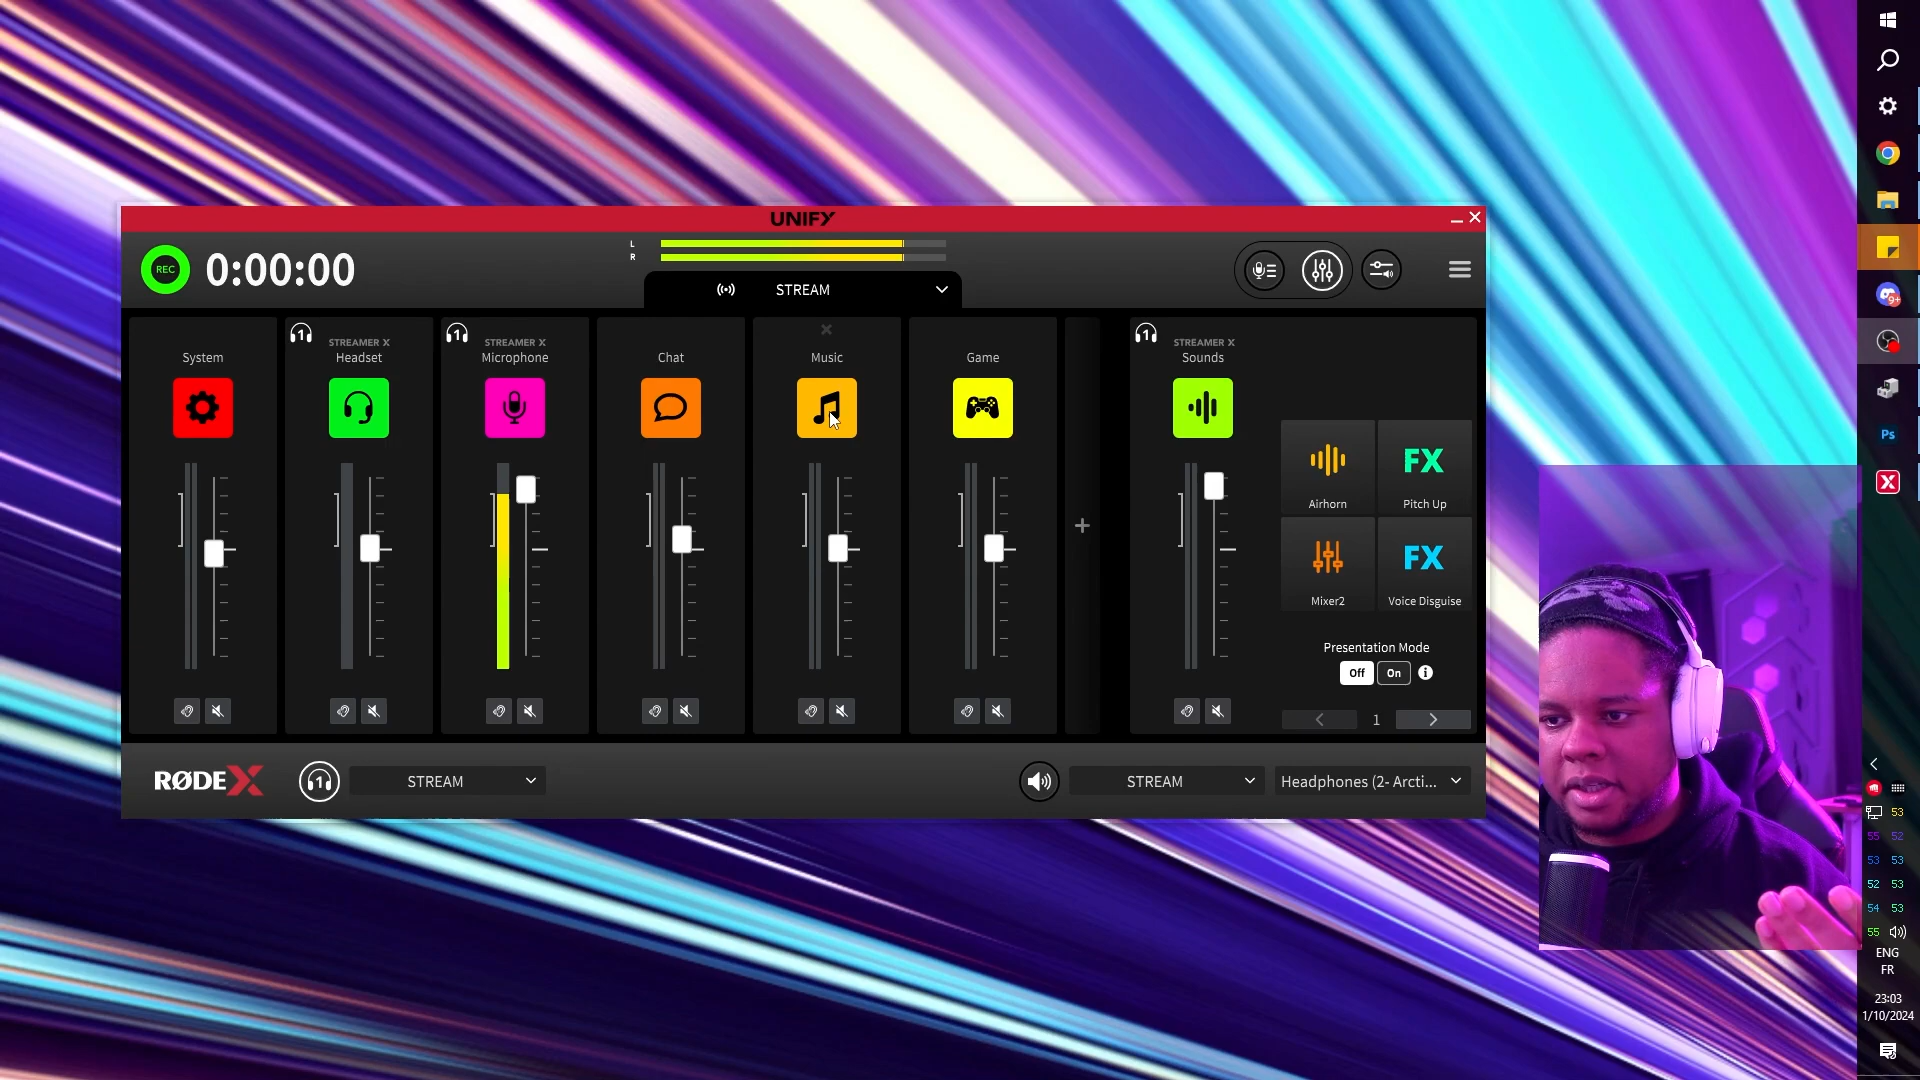 UNIFY
REC
0:00:00
L
R
STREAM
System
STREAMER X
Headset
STREAMER X
Microphone
Chat
Music
Game
STREAMER X
Sounds
Airhorn
FX
Pitch Up
Mixer2
FX
Voice Disguise
Presentation Mode
Off
On
1
RØDE X
1
STREAM
STREAM
Headphones (2- Arcti...
Ps
9+
53
55 52
53 53
52 53
54 53
55
ENG
FR
23:03
1/10/2024